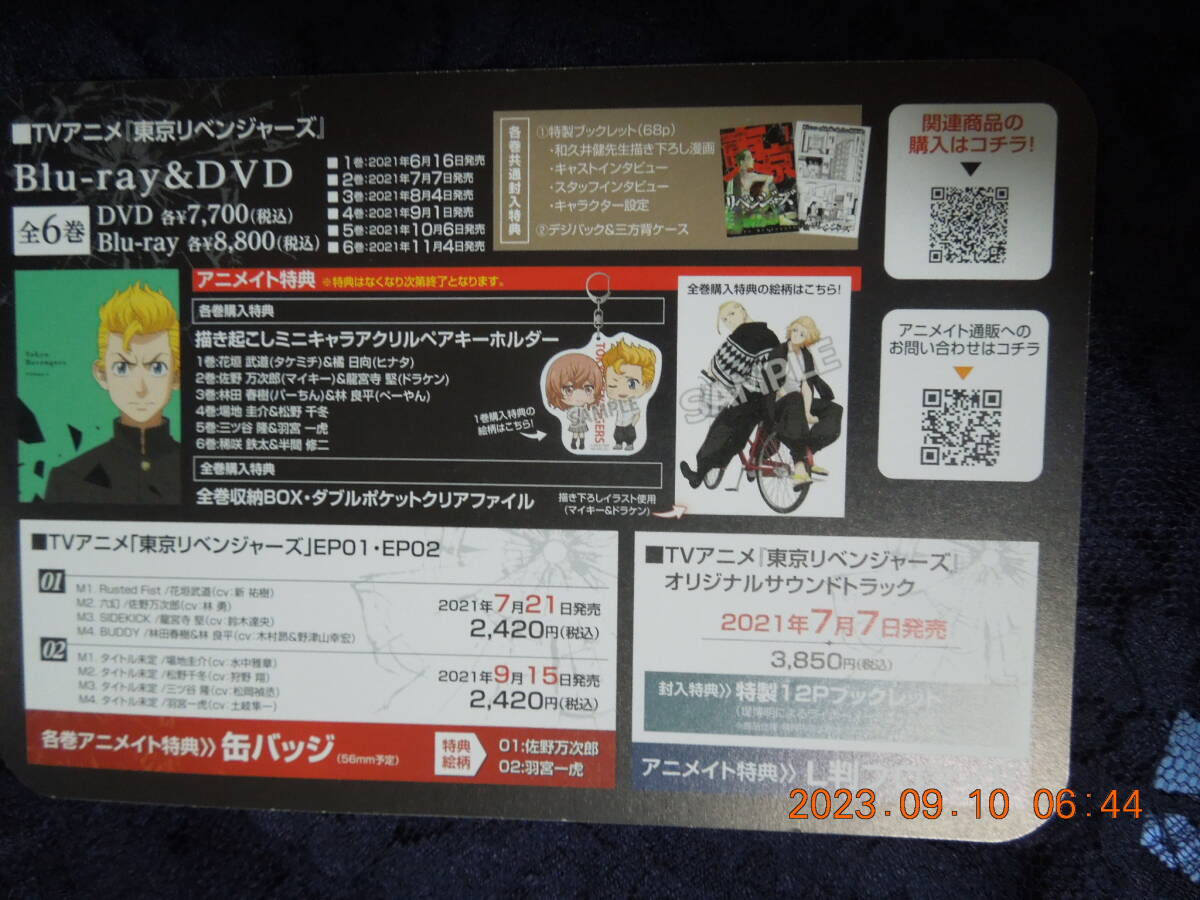 ■TVアニメ『東京リベンジャーズ』
Blu-ray&DVD
全6巻
DVD 各¥7,700(税込)
Blu-ray 各¥8,800(税込)
■1巻:2021年6月16日発売
■2巻:2021年7月7日発売
■3巻:2021年8月4日発売
■4巻:2021年9月1日発売
■5巻:2021年10月6日発売
■6巻:2021年11月4日発売
各巻共通封入特典
①特製ブックレット(68p)
・和久井健先生描き下ろし漫画
・キャストインタビュー
・スタッフインタビュー
・キャラクター設定
②デジパック&三方背ケース
関連商品の
購入はコチラ!
アニメイト通販への
お問い合わせはコチラ
Tokyo
Revengers
アニメイト特典 ※特典はなくなり次第終了となります。
各巻購入特典
描き起こしミニキャラアクリルペアキーホルダー
1巻:花垣 武道(タケミチ)&橘 日向(ヒナタ)
2巻:佐野 万次郎(マイキー)&龍宮寺 堅(ドラケン)
3巻:林田 春樹(パーちん)&林 良平(ぺーやん)
4巻:場地 圭介&松野 千冬
5巻:三ツ谷 隆&羽宮 一虎
6巻:稀咲 鉄太&半間 修二
1巻購入特典の
絵柄はこちら!
SAMPLE
全巻購入特典
全巻収納BOX・ダブルポケットクリアファイル
描き下ろしイラスト使用
(マイキー&ドラケン)
全巻購入特典の絵柄はこちら!
SAMPLE
■TVアニメ「東京リベンジャーズ」EP01・EP02
01
M1. Rusted Fist /花垣武道(cv:新 祐樹)
M2. 六幻 /佐野万次郎(cv:林 勇)
M3. SIDEKICK /龍宮寺 堅(cv:鈴木達央)
M4. BUDDY /林田春樹&林 良平(cv:木村昴&野津山幸宏)
2021年7月21日発売
2,420円(税込)
02
M1. タイトル未定 /場地圭介(cv:水中雅章)
M2. タイトル未定 /松野千冬(cv:狩野 翔)
M3. タイトル未定 /三ツ谷 隆(cv:松岡禎丞)
M4. タイトル未定 /羽宮一虎(cv:土岐隼一)
2021年9月15日発売
2,420円(税込)
各巻アニメイト特典》 缶バッジ (56mm予定)
特典
絵柄
01:佐野万次郎
02:羽宮一虎
■TVアニメ『東京リベンジャーズ』
オリジナルサウンドトラック
2021年7月7日発売
3,850円(税込)
封入特典》特製12Pブックレット
アニメイト特典》 L判
2023.09.10 06:44